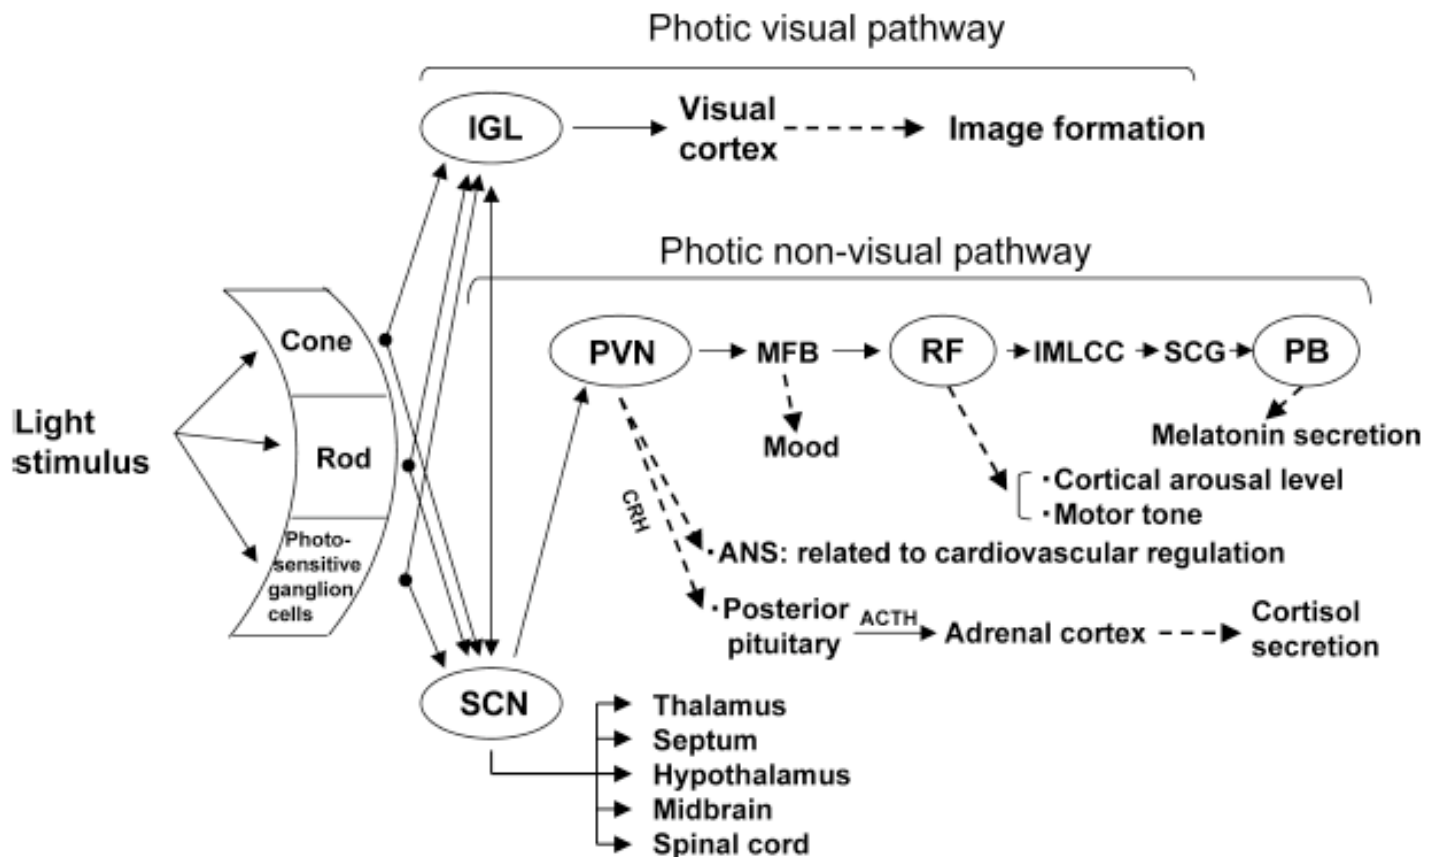 Photic visual pathway
IGL
Visual
cortex
Image formation
Photic non-visual pathway
Cone
Rod
Photo-
sensitive
ganglion
cells
Light
stimulus
PVN
MFB
RF
IMLCC
SCG
PB
Mood
Melatonin secretion
·Cortical arousal level
·Motor tone
CRH
·ANS: related to cardiovascular regulation
·Posterior
pituitary
ACTH
Adrenal cortex
Cortisol
secretion
SCN
Thalamus
Septum
Hypothalamus
Midbrain
Spinal cord